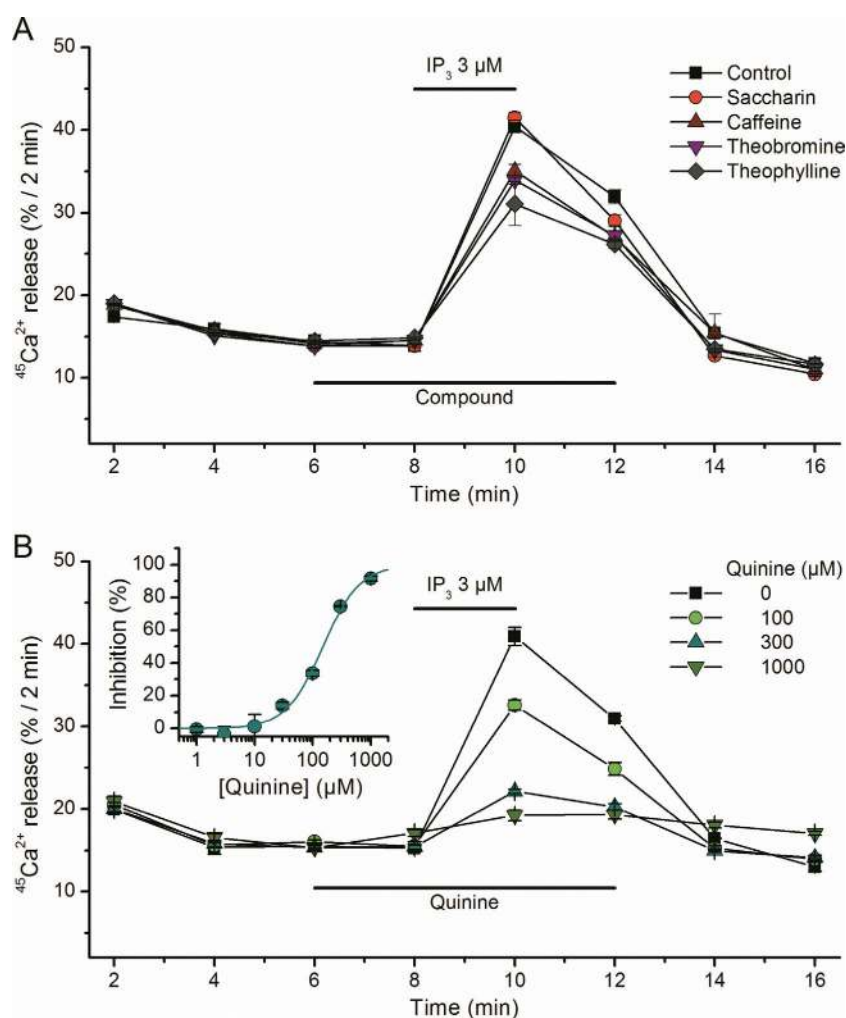 A
50
40
30
20
10
⁴⁵Ca²⁺ release (% / 2 min)
IP₃ 3 µM
Control
Saccharin
Caffeine
Theobromine
Theophylline
Compound
2 4 6 8 10 12 14 16
Time (min)
B
50
40
30
20
10
⁴⁵Ca²⁺ release (% / 2 min)
100
80
60
40
20
0
Inhibition (%)
1 10 100 1000
[Quinine] (µM)
IP₃ 3 µM
Quinine (µM)
0
100
300
1000
Quinine
2 4 6 8 10 12 14 16
Time (min)